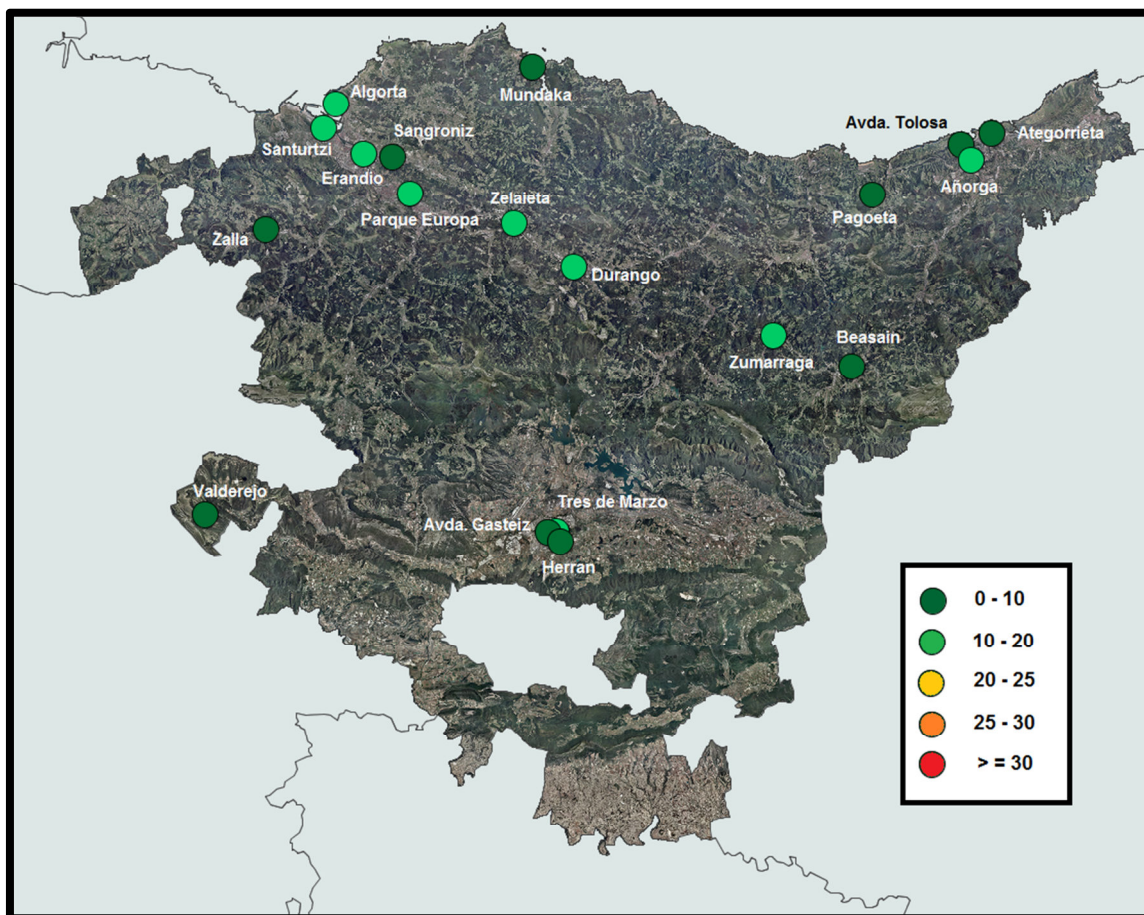 Mundaka
Algorta
Santurtzi
Sangroniz
Erandio
Parque Europa
Zelaieta
Zalla
Durango
Avda. Tolosa
Ategorrieta
Añorga
Pagoeta
Zumarraga
Beasain
Valderejo
Tres de Marzo
Avda. Gasteiz
Herran
0 - 10
10 - 20
20 - 25
25 - 30
> = 30